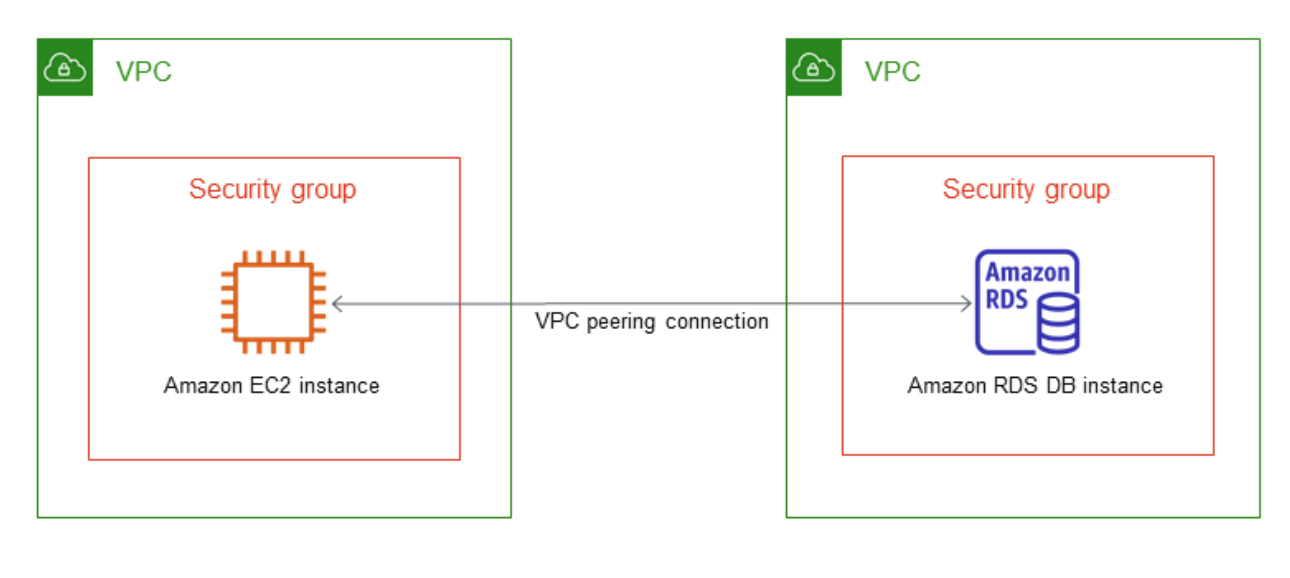 VPC
VPC
Security group
Security group
Amazon
RDS
VPC peering connection
Amazon EC2 instance
Amazon RDS DB instance